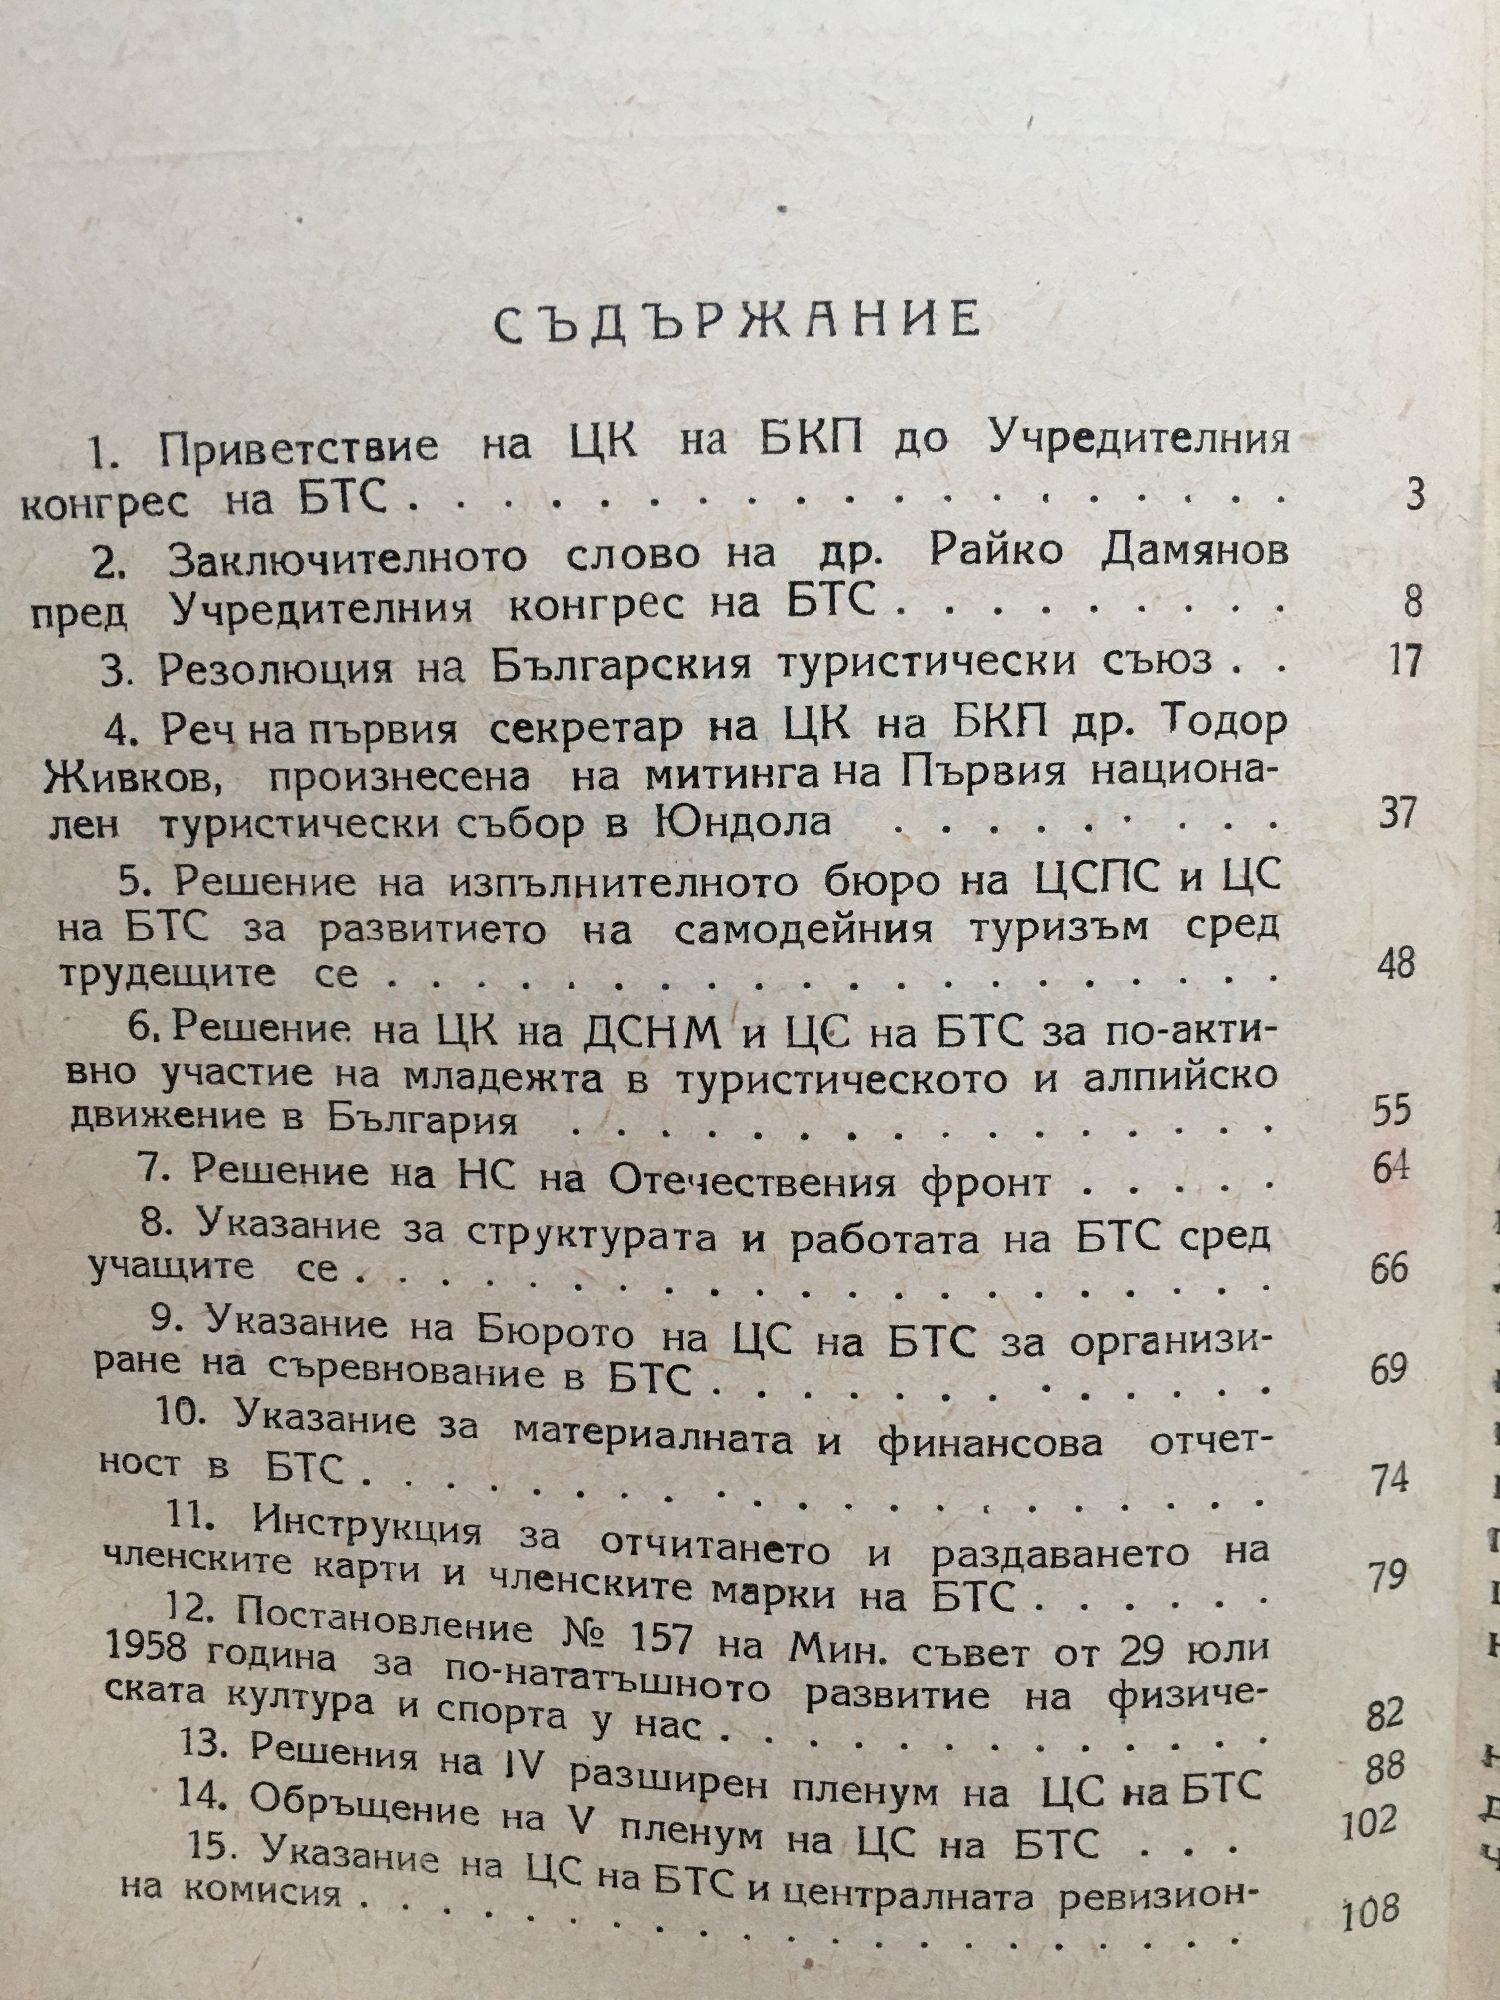 СЪДЪРЖАНИЕ
1. Приветствие на ЦК на БКП до Учредителния
конгрес на БТС . . . . . . . . . . . . . . . . . . 3
2. Заключителното слово на др. Райко Дамянов
пред Учредителния конгрес на БТС . . . . . . . . . 8
3. Резолюция на Българския туристически съюз . . 17
4. Реч на първия секретар на ЦК на БКП др. Тодор
Живков, произнесена на митинга на Първия национа-
лен туристически събор в Юндола . . . . . . . . . 37
5. Решение на изпълнителното бюро на ЦСПС и ЦС
на БТС за развитието на самодейния туризъм сред
трудещите се . . . . . . . . . . . . . . . . . . . . 48
6. Решение на ЦК на ДСНМ и ЦС на БТС за по-акти-
вно участие на младежта в туристическото и алпийско
движение в България . . . . . . . . . . . . . . . . 55
7. Решение на НС на Отечествения фронт . . . . . 64
8. Указание за структурата и работата на БТС сред
учащите се . . . . . . . . . . . . . . . . . . . . . 66
9. Указание на Бюрото на ЦС на БТС за организи-
ране на съревнование в БТС . . . . . . . . . . . . . 69
10. Указание за материалната и финансова отчет-
ност в БТС . . . . . . . . . . . . . . . . . . . . . 74
11. Инструкция за отчитането и раздаването на
членските карти и членските марки на БТС . . . . . . 79
12. Постановление № 157 на Мин. съвет от 29 юли
1958 година за по-нататъшното развитие на физиче-
ската култура и спорта у нас . . . . . . . . . . . . . 82
13. Решения на IV разширен пленум на ЦС на БТС 88
14. Обръщение на V пленум на ЦС на БТС . . . 102
15. Указание на ЦС на БТС и централната ревизион-
на комисия . . . . . . . . . . . . . . . . . . . . 108